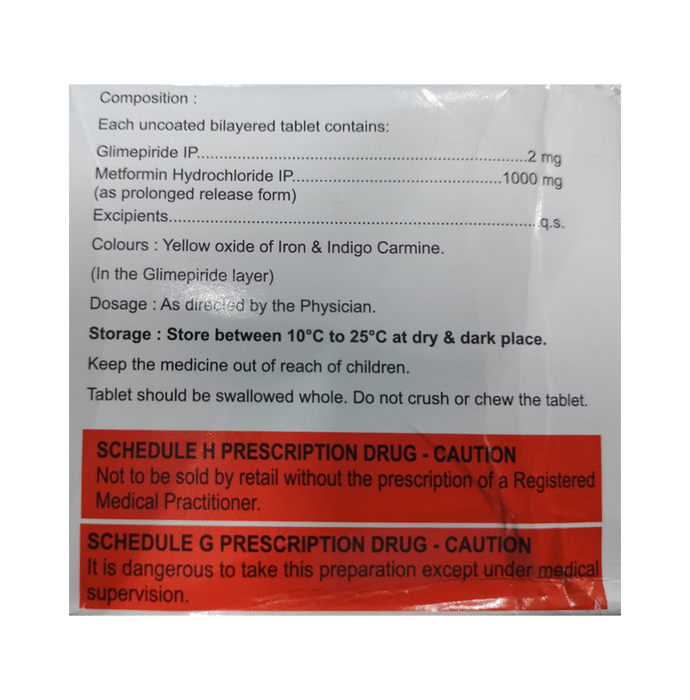 Composition :
Each uncoated bilayered tablet contains:
Glimepiride IP..................................................................2 mg
Metformin Hydrochloride IP..........................................1000 mg
(as prolonged release form)
Excipients..........................................................................q.s.
Colours : Yellow oxide of Iron & Indigo Carmine.
(In the Glimepiride layer)
Dosage : As directed by the Physician.
Storage : Store between 10°C to 25°C at dry & dark place.
Keep the medicine out of reach of children.
Tablet should be swallowed whole. Do not crush or chew the tablet.
SCHEDULE H PRESCRIPTION DRUG - CAUTION
Not to be sold by retail without the prescription of a Registered
Medical Practitioner.
SCHEDULE G PRESCRIPTION DRUG - CAUTION
It is dangerous to take this preparation except under medical
supervision.